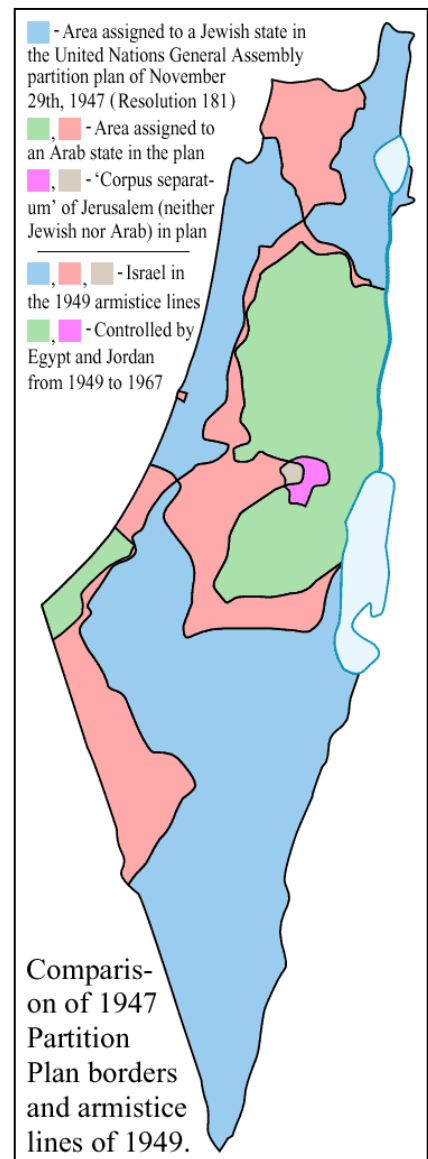 - Area assigned to a Jewish state in
the United Nations General Assembly
partition plan of November
29th, 1947 (Resolution 181)
, - Area assigned to
an Arab state in the plan
, - ‘Corpus separat-
um’ of Jerusalem (neither
Jewish nor Arab) in plan
, , - Israel in
the 1949 armistice lines
, - Controlled by
Egypt and Jordan
from 1949 to 1967
Comparis-
on of 1947
Partition
Plan borders
and armistice
lines of 1949.